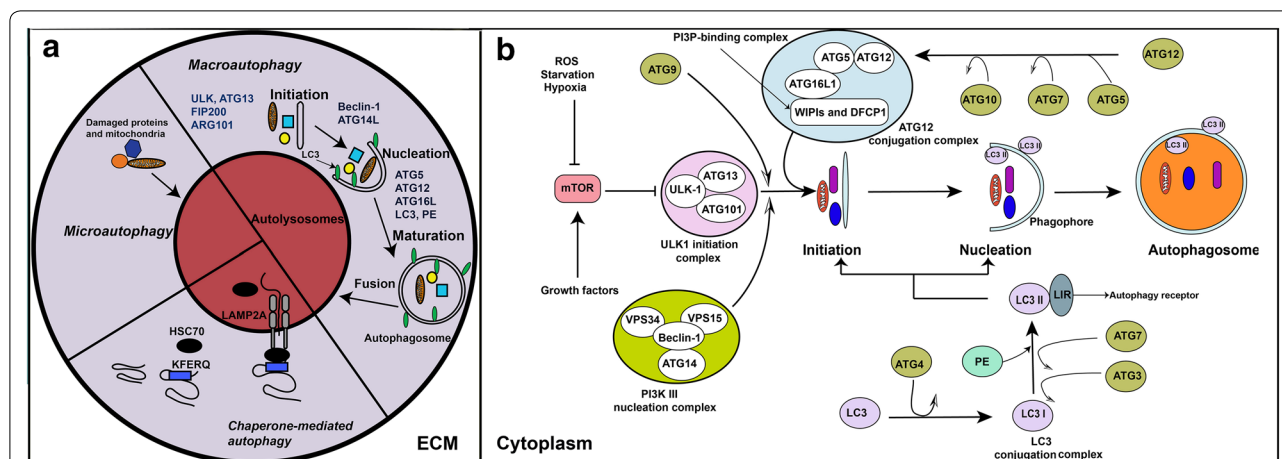 a
Macroautophagy
ULK, ATG13
FIP200
ARG101
Initiation
Beclin-1
ATG14L
Damaged proteins
and mitochondria
LC3
Nucleation
ATG5
ATG12
ATG16L
LC3, PE
Autolysosomes
Microautophagy
Maturation
Fusion
Autophagosome
LAMP2A
HSC70
KFERQ
Chaperone-mediated
autophagy
ECM
b
PI3P-binding complex
ROS
Starvation
Hypoxia
ATG9
ATG5
ATG12
ATG16L1
WIPIs and DFCP1
ATG12
conjugation complex
ATG12
ATG10
ATG7
ATG5
mTOR
ULK-1
ATG13
ATG101
ULK1 initiation
complex
Growth factors
Initiation
LC3 II
LC3 II
Phagophore
Nucleation
LC3 II
LC3 II
Autophagosome
VPS34
VPS15
Beclin-1
ATG14
PI3K III
nucleation complex
LC3 II
LIR
Autophagy receptor
ATG4
PE
ATG7
ATG3
LC3
LC3 I
LC3
conjugation complex
Cytoplasm